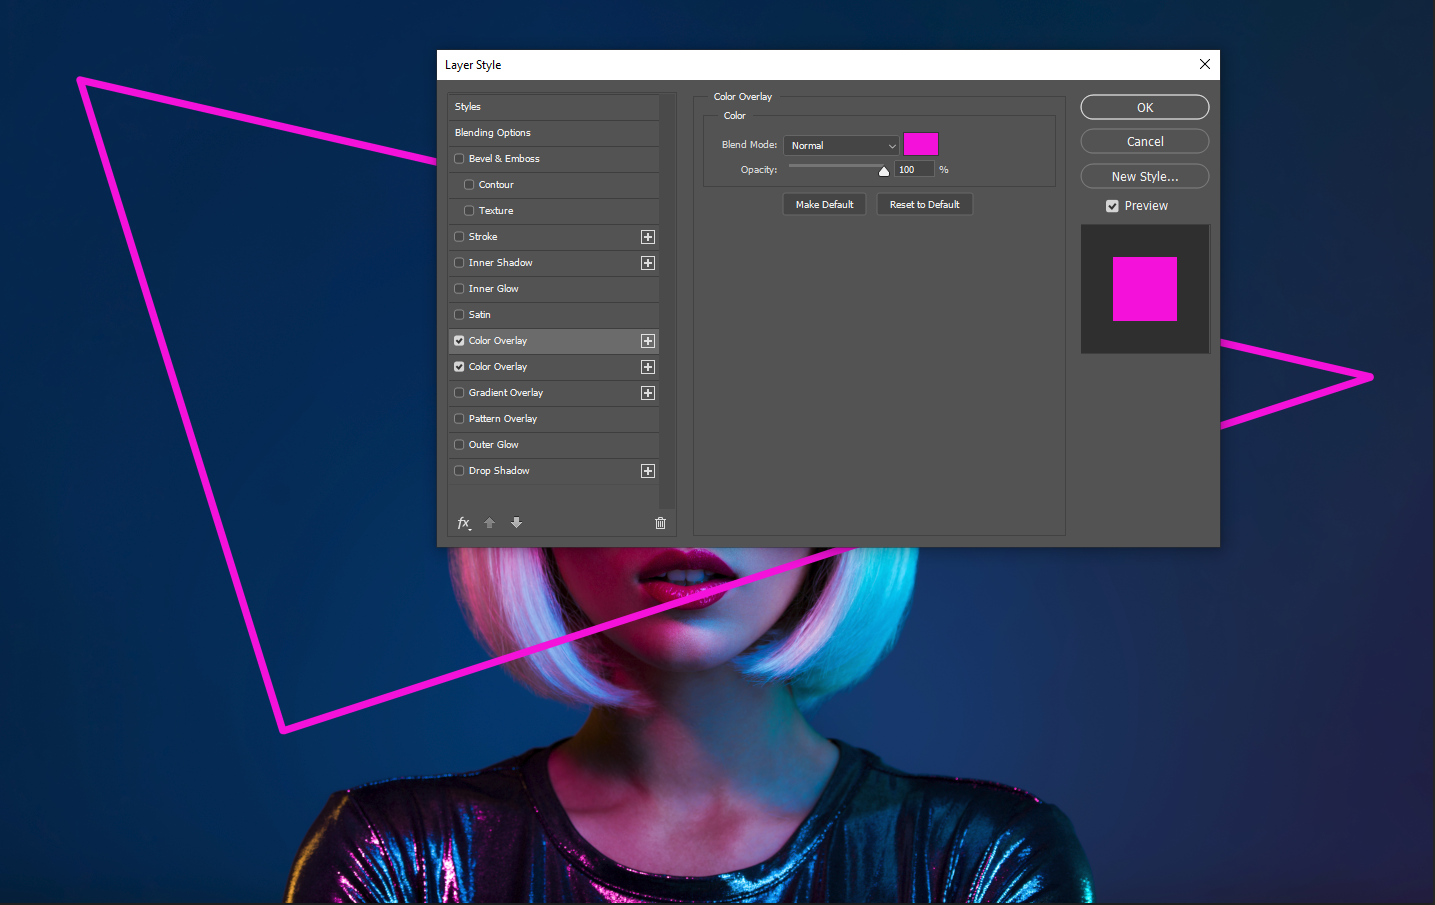 Layer Style
Styles
Blending Options
Bevel & Emboss
Contour
Texture
Stroke
Inner Shadow
Inner Glow
Satin
Color Overlay
Color Overlay
Gradient Overlay
Pattern Overlay
Outer Glow
Drop Shadow
fx
Color Overlay
Color
Blend Mode: Normal
Opacity: 100 %
Make Default Reset to Default
OK
Cancel
New Style...
Preview